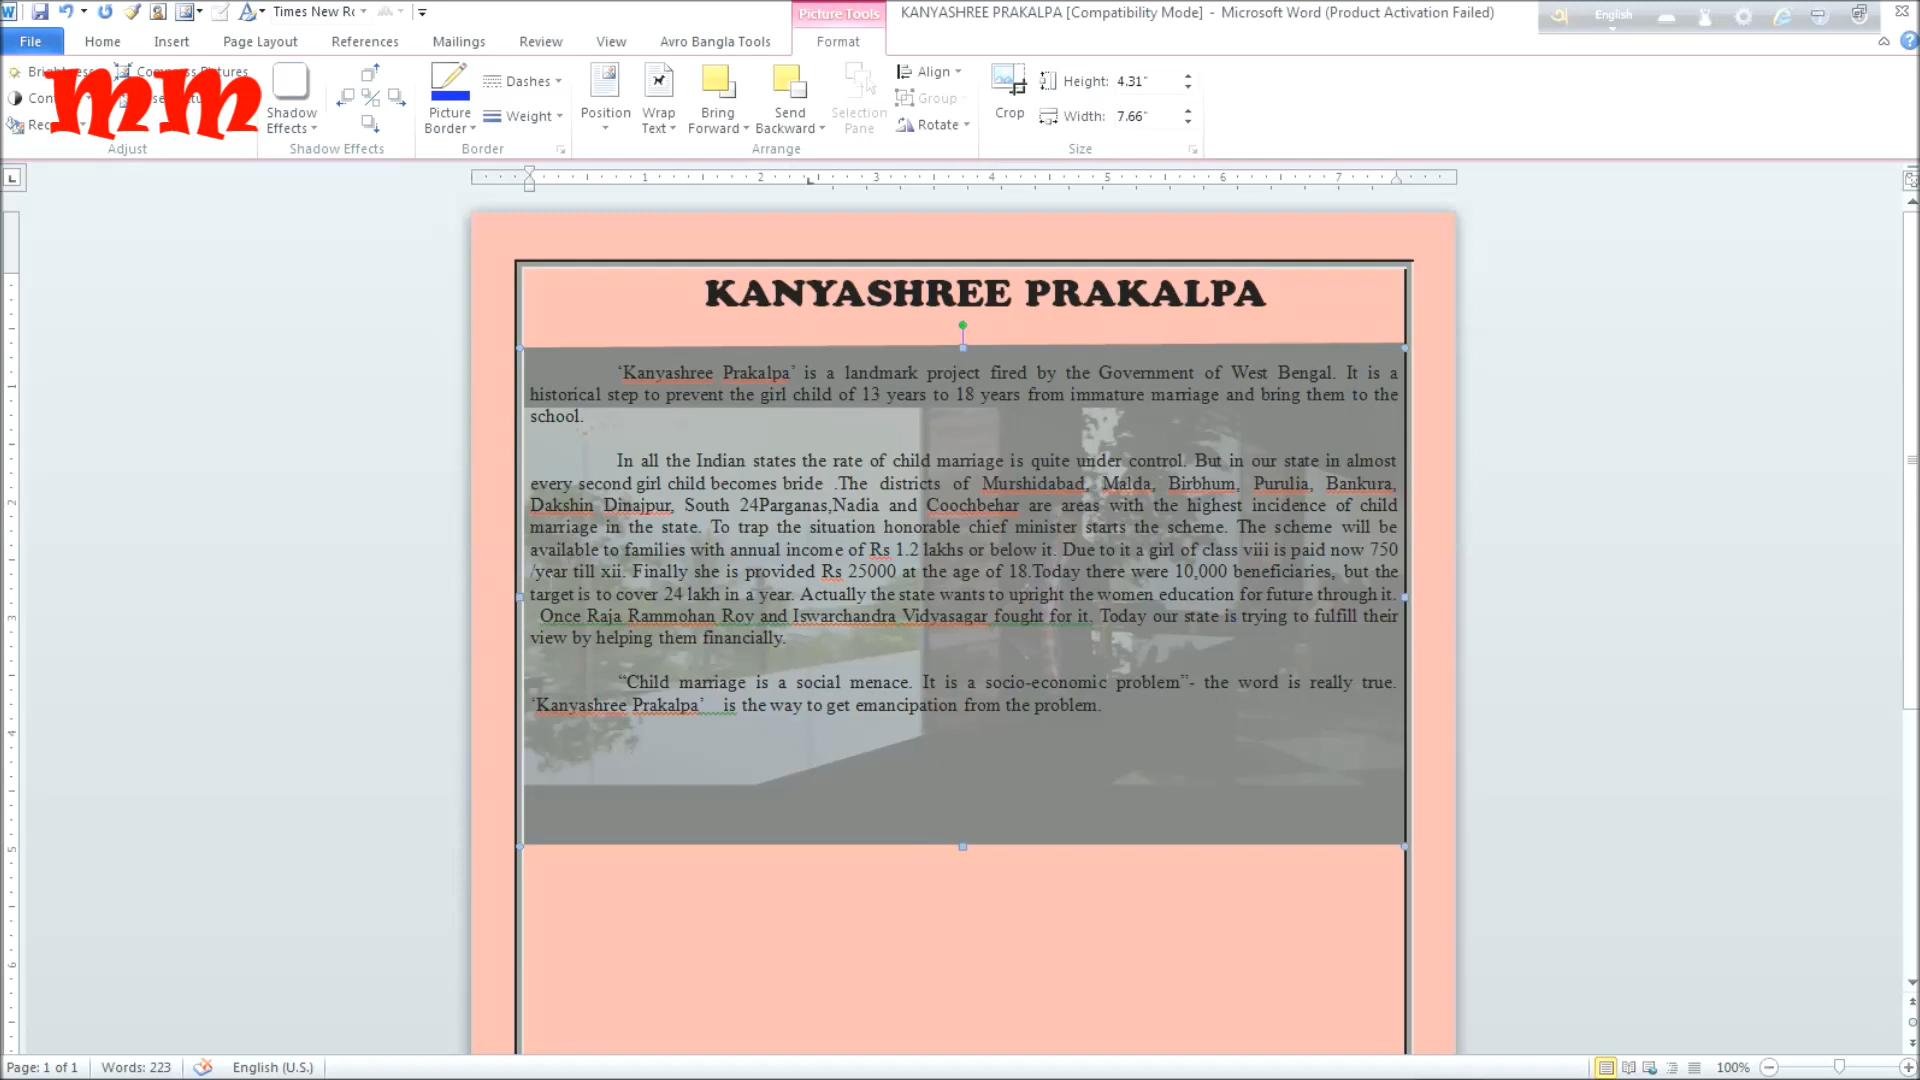 Times New Ro
Picture Tools
KANYASHREE PRAKALPA [Compatibility Mode] - Microsoft Word (Product Activation Failed)
English
File Home Insert Page Layout References Mailings Review View Avro Bangla Tools Format
mm
Compress Pictures
Shadow Effects
Picture Border
Dashes
Weight
Position
Wrap Text
Bring Forward
Send Backward
Selection Pane
Align
Group
Rotate
Crop
Height: 4.31"
Width: 7.66"
Adjust Shadow Effects Border Arrange Size
1 2 3 4 5 6 7
KANYASHREE PRAKALPA
‘Kanyashree Prakalpa’ is a landmark project fired by the Government of West Bengal. It is a
historical step to prevent the girl child of 13 years to 18 years from immature marriage and bring them to the
school.
In all the Indian states the rate of child marriage is quite under control. But in our state in almost
every second girl child becomes bride .The districts of Murshidabad, Malda, Birbhum, Purulia, Bankura,
Dakshin Dinajpur, South 24Parganas,Nadia and Coochbehar are areas with the highest incidence of child
marriage in the state. To trap the situation honorable chief minister starts the scheme. The scheme will be
available to families with annual income of Rs 1.2 lakhs or below it. Due to it a girl of class viii is paid now 750
/year till xii. Finally she is provided Rs 25000 at the age of 18.Today there were 10,000 beneficiaries, but the
target is to cover 24 lakh in a year. Actually the state wants to upright the women education for future through it.
Once Raja Rammohan Roy and Iswarchandra Vidyasagar fought for it. Today our state is trying to fulfill their
view by helping them financially.
“Child marriage is a social menace. It is a socio-economic problem”- the word is really true.
‘Kanyashree Prakalpa’ is the way to get emancipation from the problem.
Page: 1 of 1 Words: 223 English (U.S.) 100%